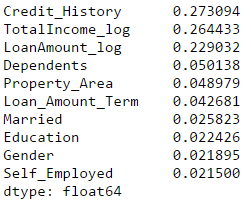 Credit_History 0.273094
TotalIncome_log 0.264433
LoanAmount_log 0.229032
Dependents 0.050138
Property_Area 0.048979
Loan_Amount_Term 0.042681
Married 0.025823
Education 0.022426
Gender 0.021895
Self_Employed 0.021500
dtype: float64